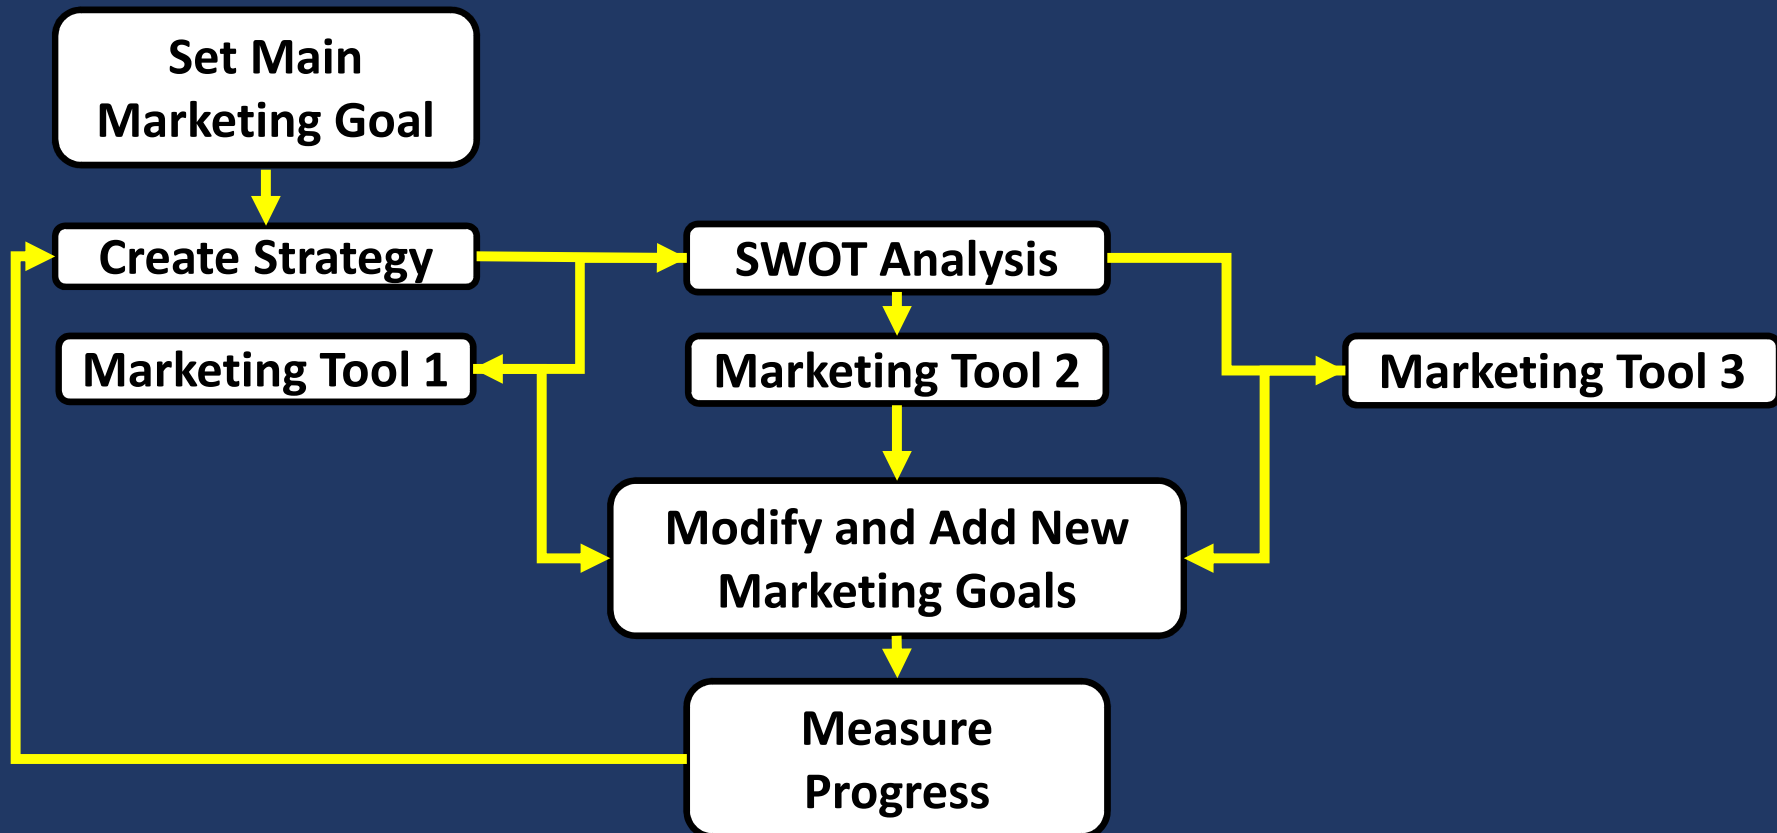 Set Main
Marketing Goal
Create Strategy
SWOT Analysis
Marketing Tool 1
Marketing Tool 2
Marketing Tool 3
Modify and Add New
Marketing Goals
Measure
Progress